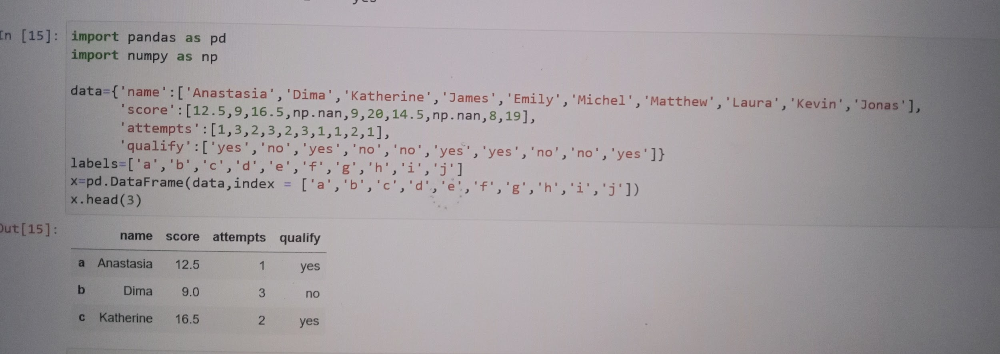 yes
In [15]: import pandas as pd
import numpy as np
data={'name':['Anastasia','Dima','Katherine','James','Emily','Michel','Matthew','Laura','Kevin','Jonas'],
'score':[12.5,9,16.5,np.nan,9,20,14.5,np.nan,8,19],
'attempts':[1,3,2,3,2,3,1,1,2,1],
'qualify':['yes','no','yes','no','no','yes','yes','no','no','yes']}
labels=['a','b','c','d','e','f','g','h','i','j']
x=pd.DataFrame(data,index = ['a','b','c','d','e','f','g','h','i','j'])
x.head(3)
Out[15]:
name score attempts qualify
a Anastasia 12.5 1 yes
b Dima 9.0 3 no
c Katherine 16.5 2 yes